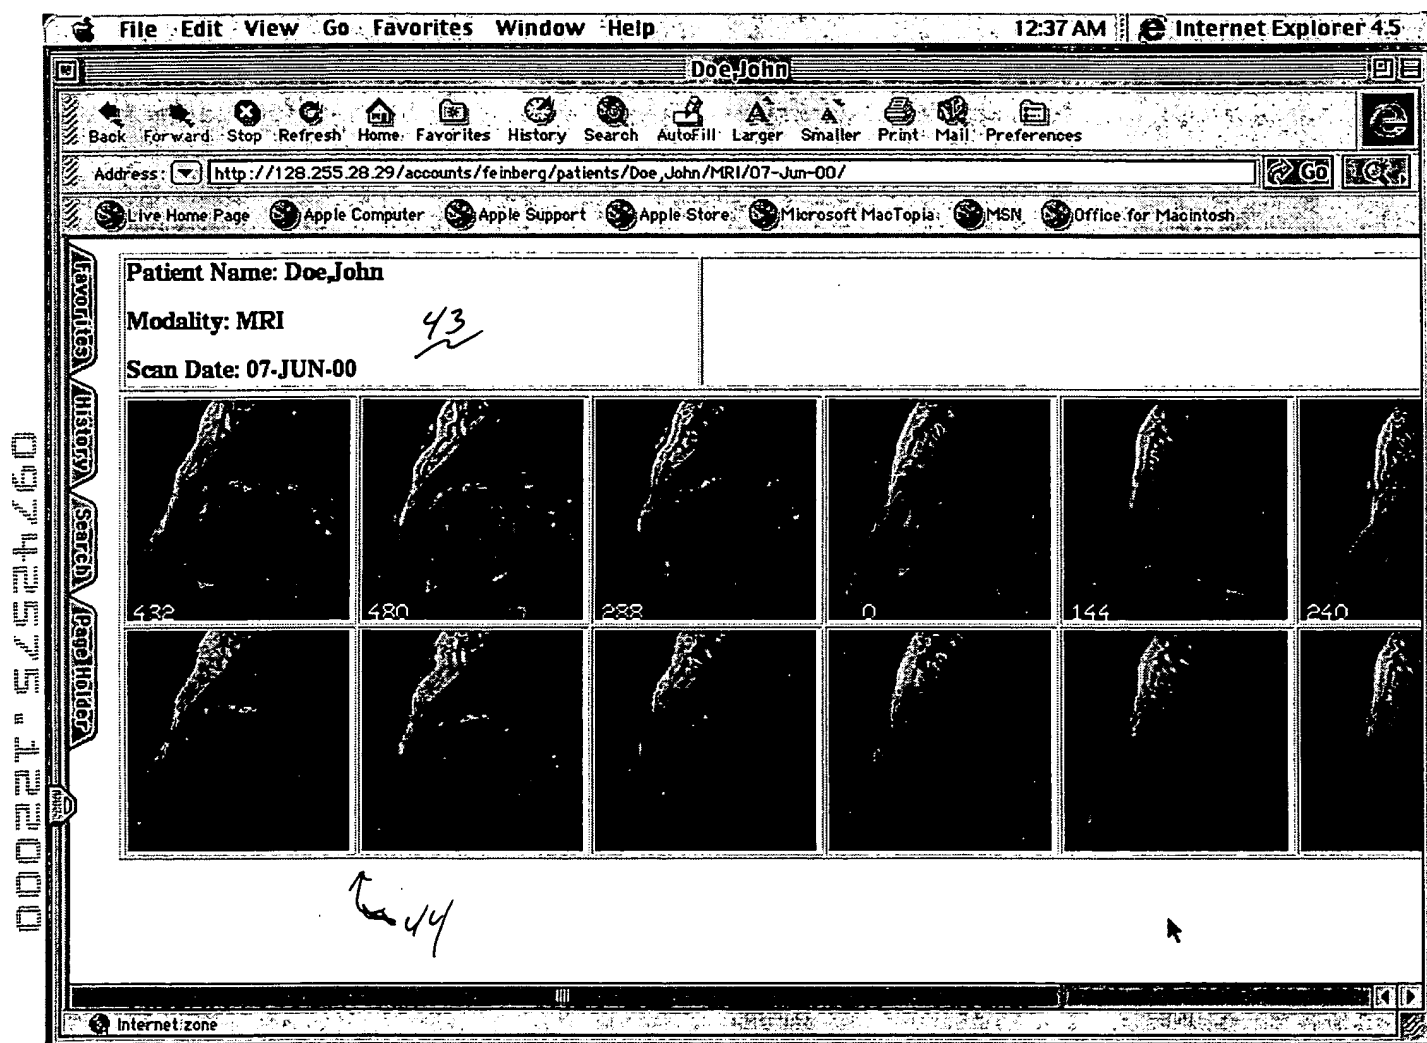 File Edit View Go Favorites Window Help 12:37 AM Internet Explorer 4.5
Doe,John
Back Forward Stop Refresh Home Favorites History Search AutoFill Larger Smaller Print Mail Preferences
Address: http://128.255.28.29/accounts/feinberg/patients/Doe,John/MRI/07-Jun-00/ Go
Live Home Page Apple Computer Apple Support Apple Store Microsoft MacTopia MSN Office for Macintosh
Favorites
History
Search
Page Holder
Patient Name: Doe,John
Modality: MRI
43
Scan Date: 07-JUN-00
432 480 288 0 144 240
44
Internet zone
09742575.122000